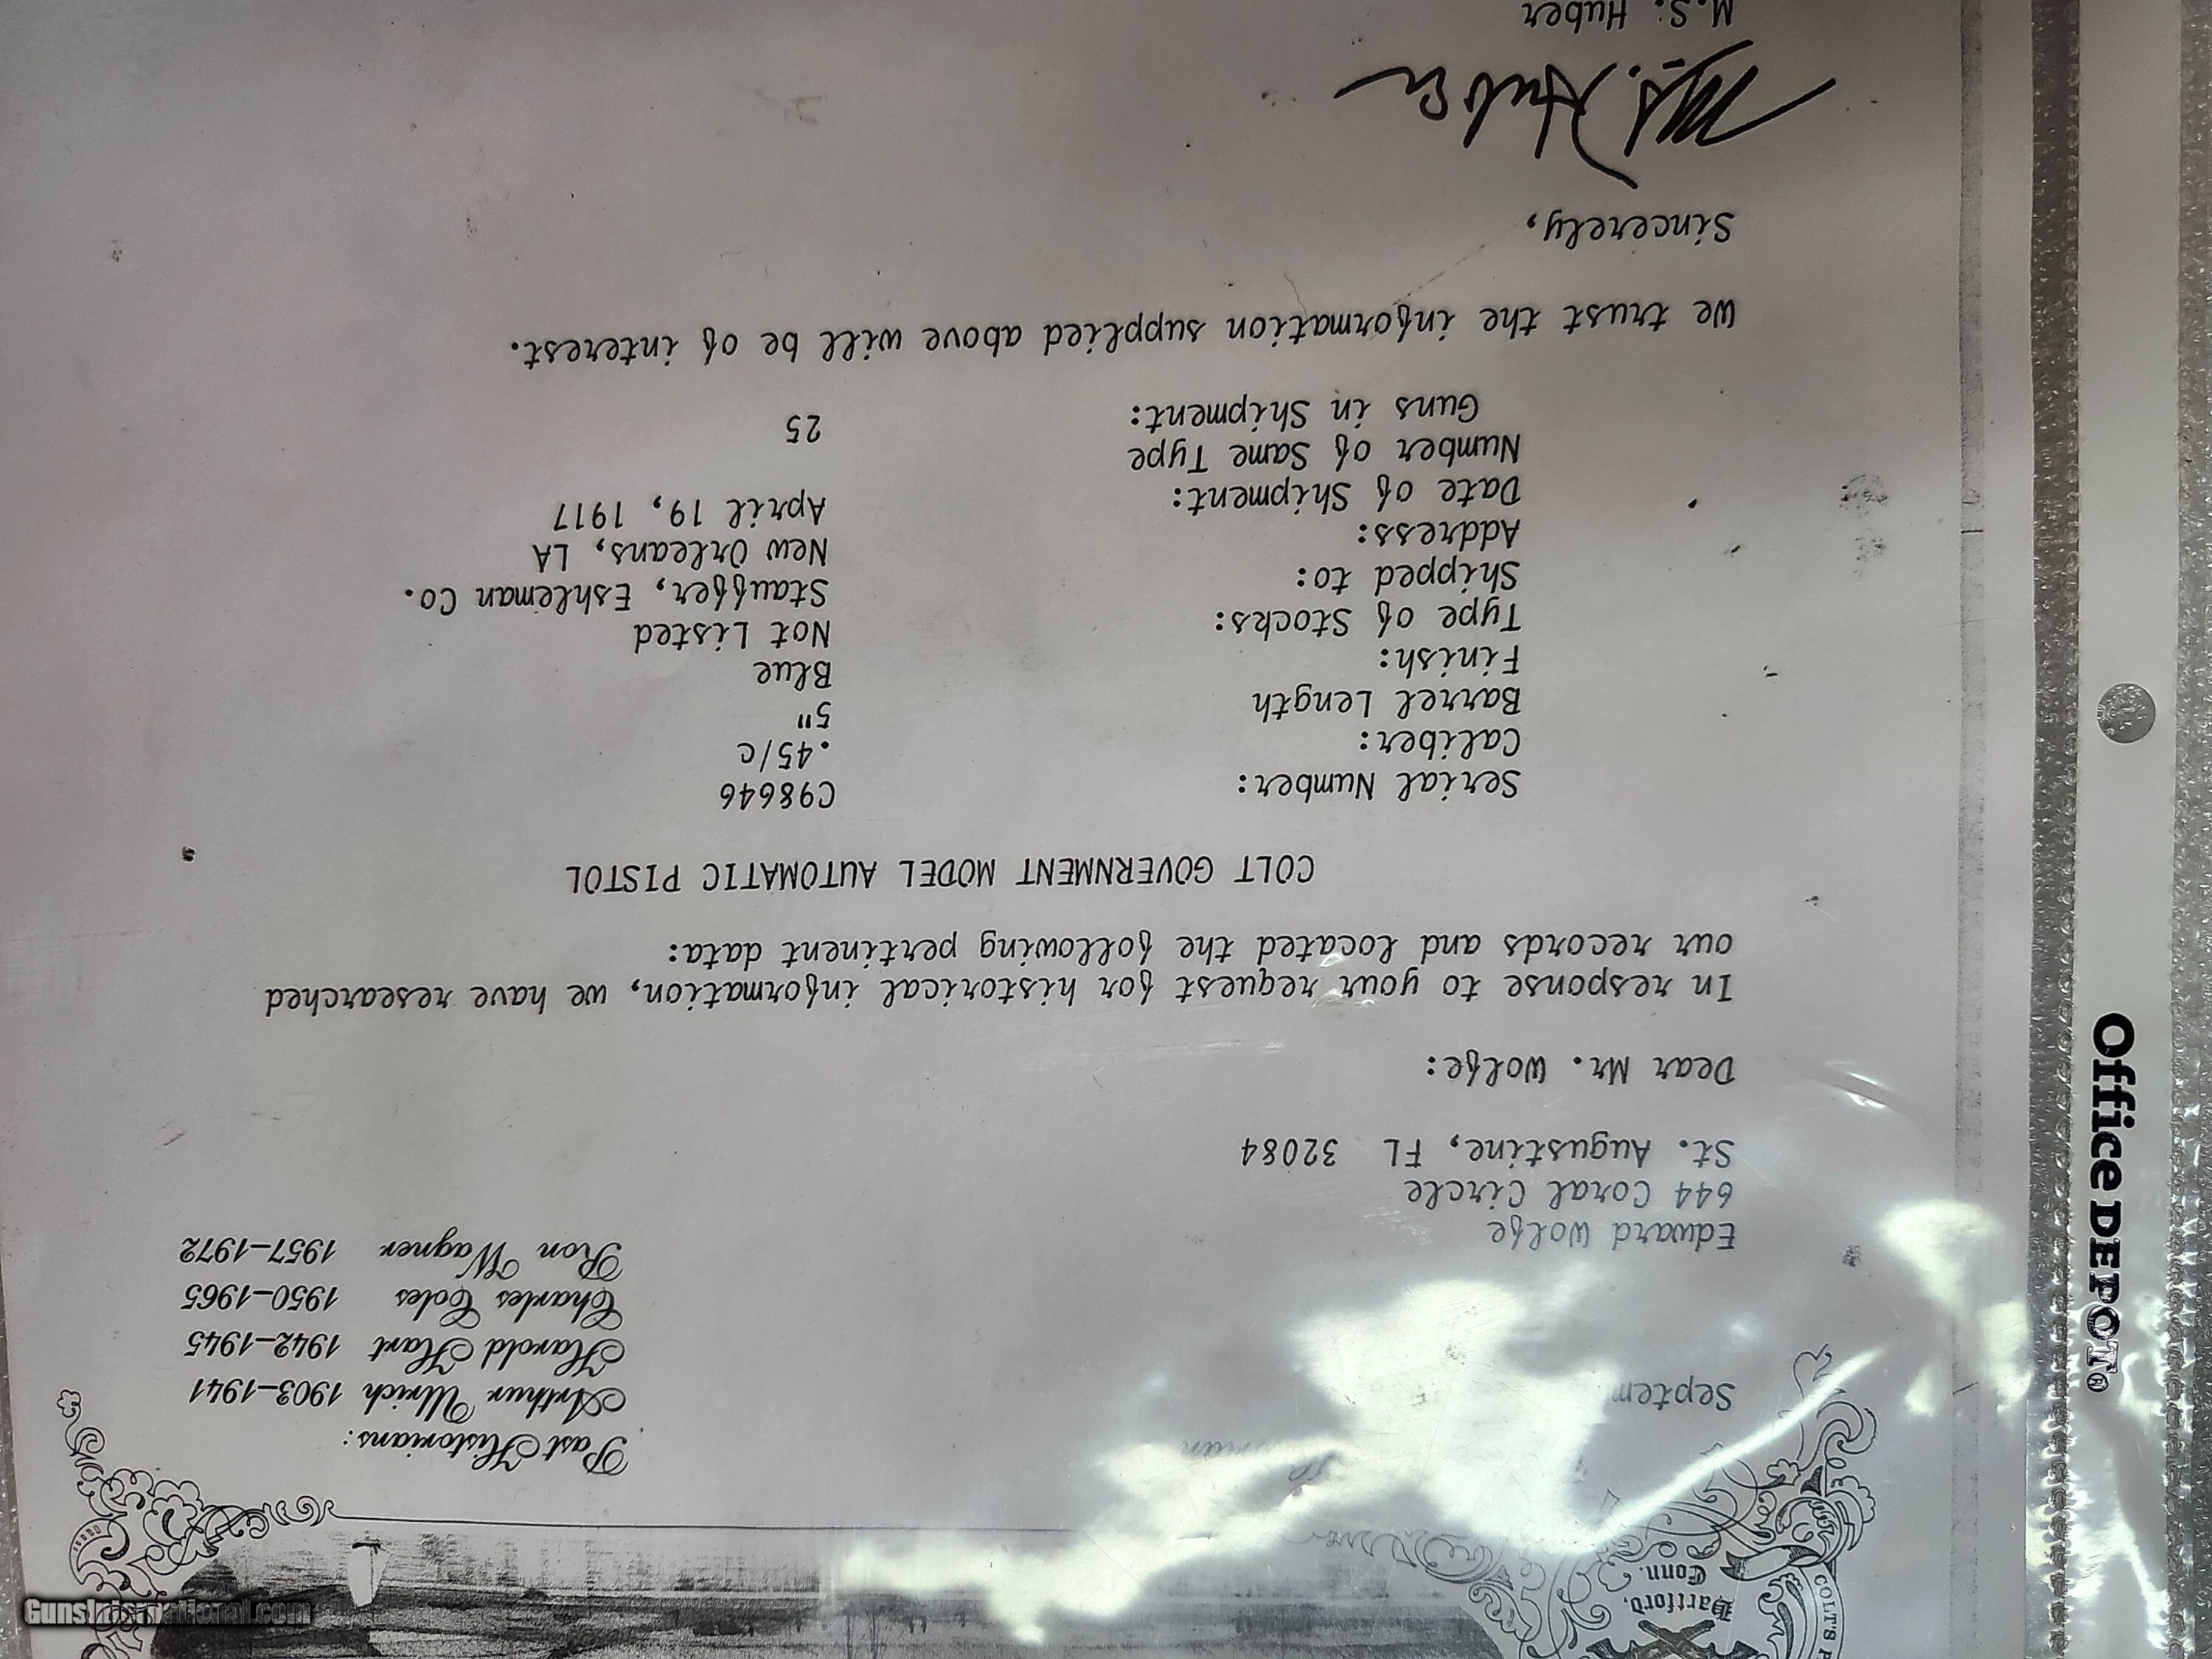 COLT'S
Hartford,
Conn.
Past Historians:
Arthur Ulrich 1903-1941
Harold Hart 1942-1945
Charles Coles 1950-1965
Ron Wagner 1957-1972
Septem
Edward Wolfe
644 Coral Circle
St. Augustine, FL 32084
Dear Mr. Wolfe:
In response to your request for historical information, we have researched
our records and located the following pertinent data:
COLT GOVERNMENT MODEL AUTOMATIC PISTOL
Serial Number: C98646
Caliber: .45/c
Barrel Length 5"
Finish: Blue
Type of Stocks: Not Listed
Shipped to: Stauffer, Eshleman Co.
Address: New Orleans, LA
Date of Shipment: April 19, 1917
Number of Same Type
Guns in Shipment: 25
We trust the information supplied above will be of interest.
Sincerely,
M.S. Huber
M.S. Huber
Office DEPOT®
GunsInternational.com